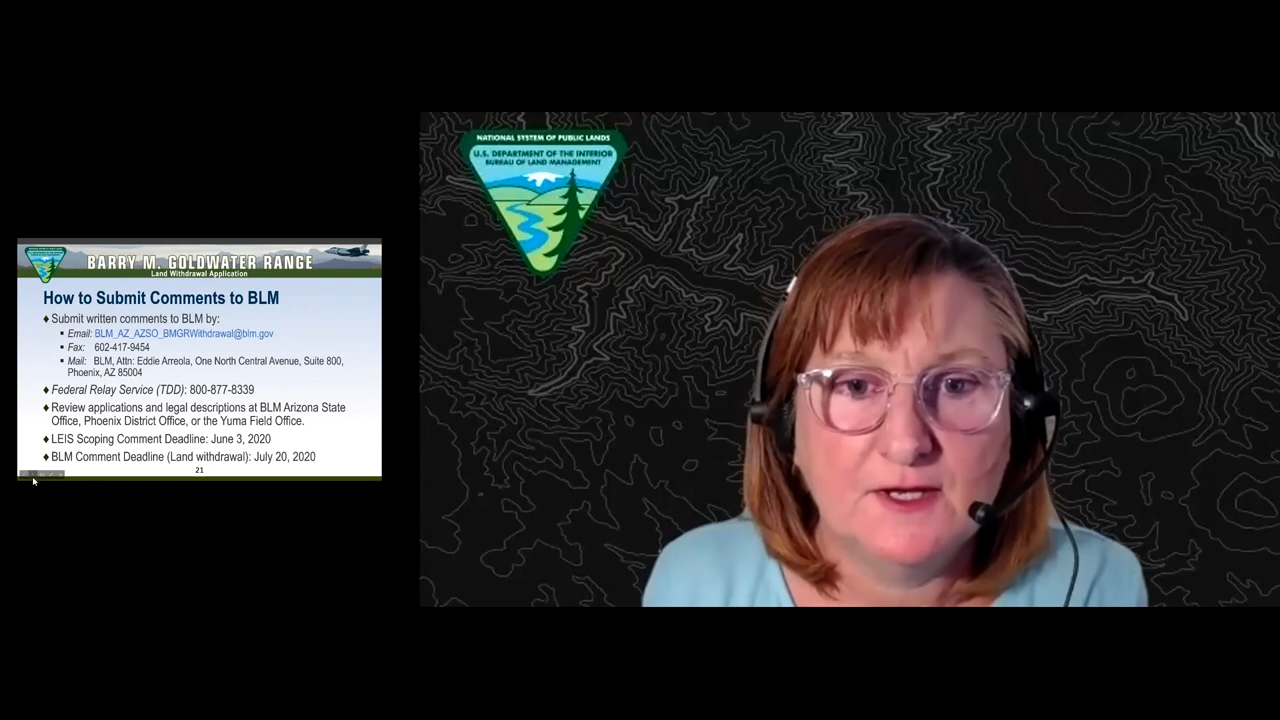 BARRY M. GOLDWATER RANGE
Land Withdrawal Application
How to Submit Comments to BLM
♦ Submit written comments to BLM by:
▪ Email: BLM_AZ_AZSO_BMGRWithdrawal@blm.gov
▪ Fax: 602-417-9454
▪ Mail: BLM, Attn: Eddie Arreola, One North Central Avenue, Suite 800,
Phoenix, AZ 85004
♦ Federal Relay Service (TDD): 800-877-8339
♦ Review applications and legal descriptions at BLM Arizona State
Office, Phoenix District Office, or the Yuma Field Office.
♦ LEIS Scoping Comment Deadline: June 3, 2020
♦ BLM Comment Deadline (Land withdrawal): July 20, 2020
21
NATIONAL SYSTEM OF PUBLIC LANDS
U.S. DEPARTMENT OF THE INTERIOR
BUREAU OF LAND MANAGEMENT